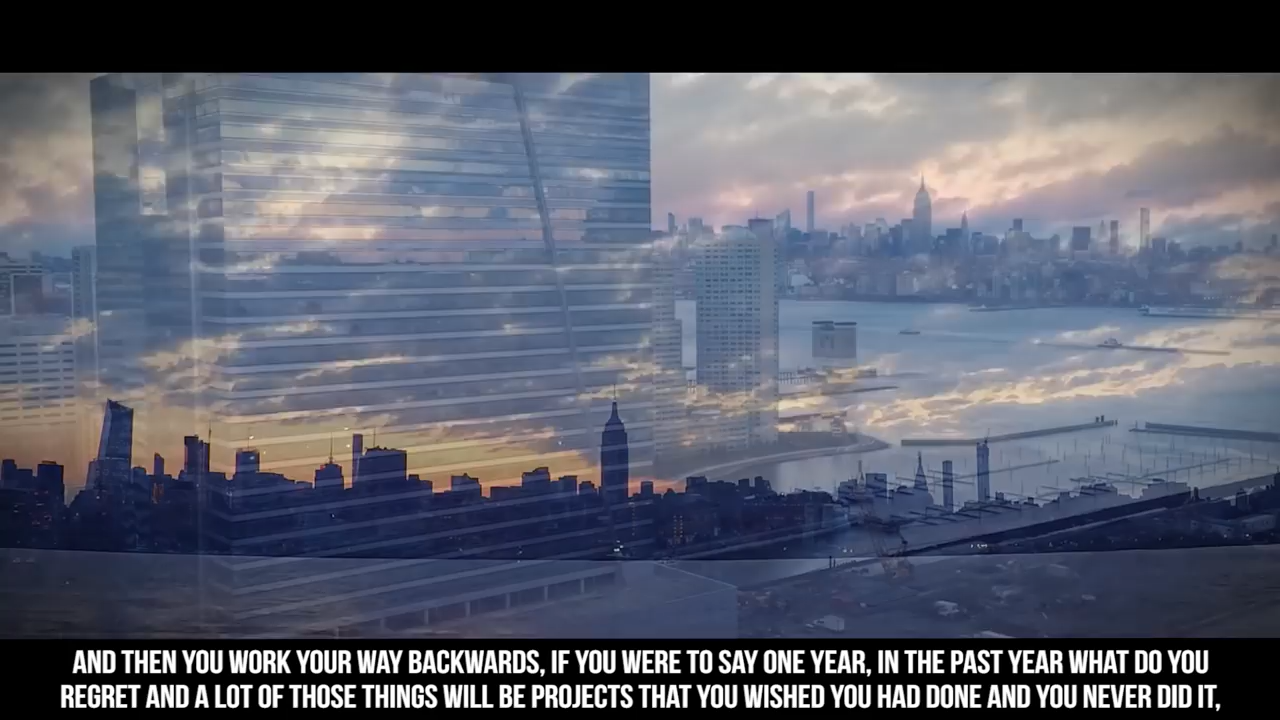 AND THEN YOU WORK YOUR WAY BACKWARDS, IF YOU WERE TO SAY ONE YEAR, IN THE PAST YEAR WHAT DO YOU
REGRET AND A LOT OF THOSE THINGS WILL BE PROJECTS THAT YOU WISHED YOU HAD DONE AND YOU NEVER DID IT,